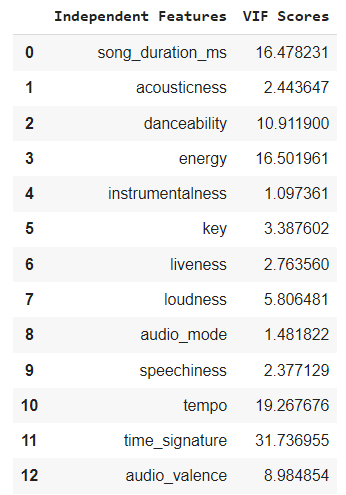 Independent Features VIF Scores
0 song_duration_ms 16.478231
1 acousticness 2.443647
2 danceability 10.911900
3 energy 16.501961
4 instrumentalness 1.097361
5 key 3.387602
6 liveness 2.763560
7 loudness 5.806481
8 audio_mode 1.481822
9 speechiness 2.377129
10 tempo 19.267676
11 time_signature 31.736955
12 audio_valence 8.984854